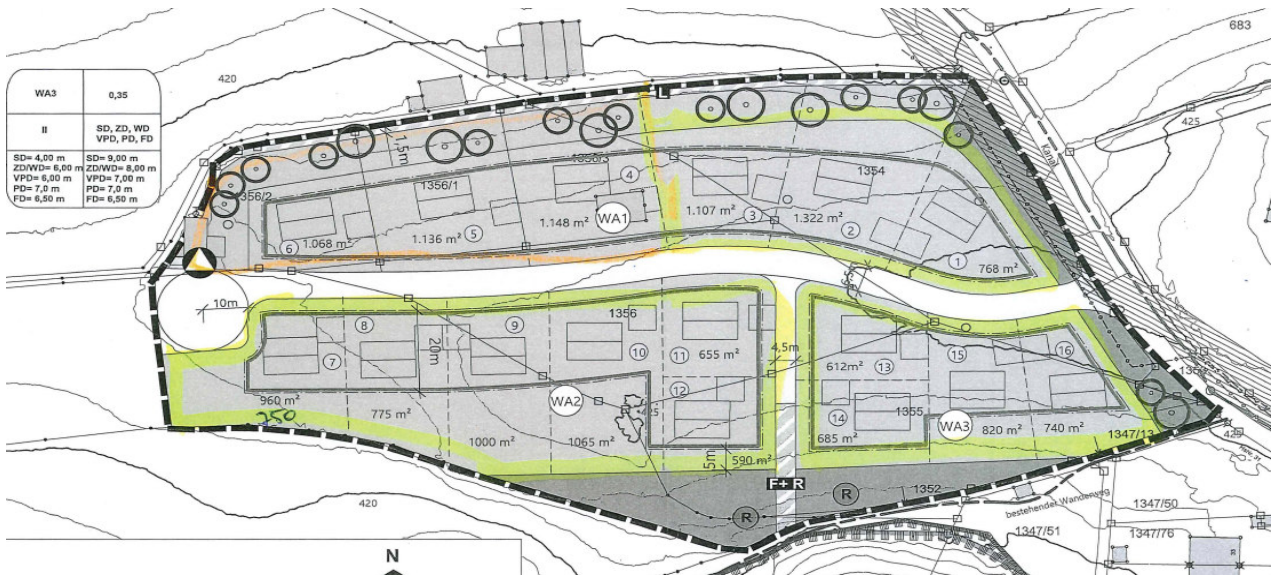 683
420
425
WA3
0,35
II
SD, ZD, WD
VPD, PD, FD
SD= 4,00 m
ZD/WD= 6,00 m
VPD= 6,00 m
PD= 7,0 m
FD= 6,50 m
SD= 9,00 m
ZD/WD= 8,00 m
VPD= 7,00 m
PD= 7,0 m
FD= 6,50 m
1,5m
Kanal
1356/3
1356/1
1356/2
1354
4
WA1
1.148 m²
1.107 m²
3
1.322 m²
2
6
1.068 m²
1.136 m²
5
1
768 m²
10m
8
9
1356
7
20m
10
11
655 m²
4,5m
612m²
13
15
16
12
960 m²
250
775 m²
WA2
425
14
1355
WA3
685 m²
820 m²
740 m²
1347/13
425
1000 m²
1065 m²
5m
590 m²
F+ R
R
R
1352
bestehender Wanderweg
420
1347/50
1347/51
1347/76
N